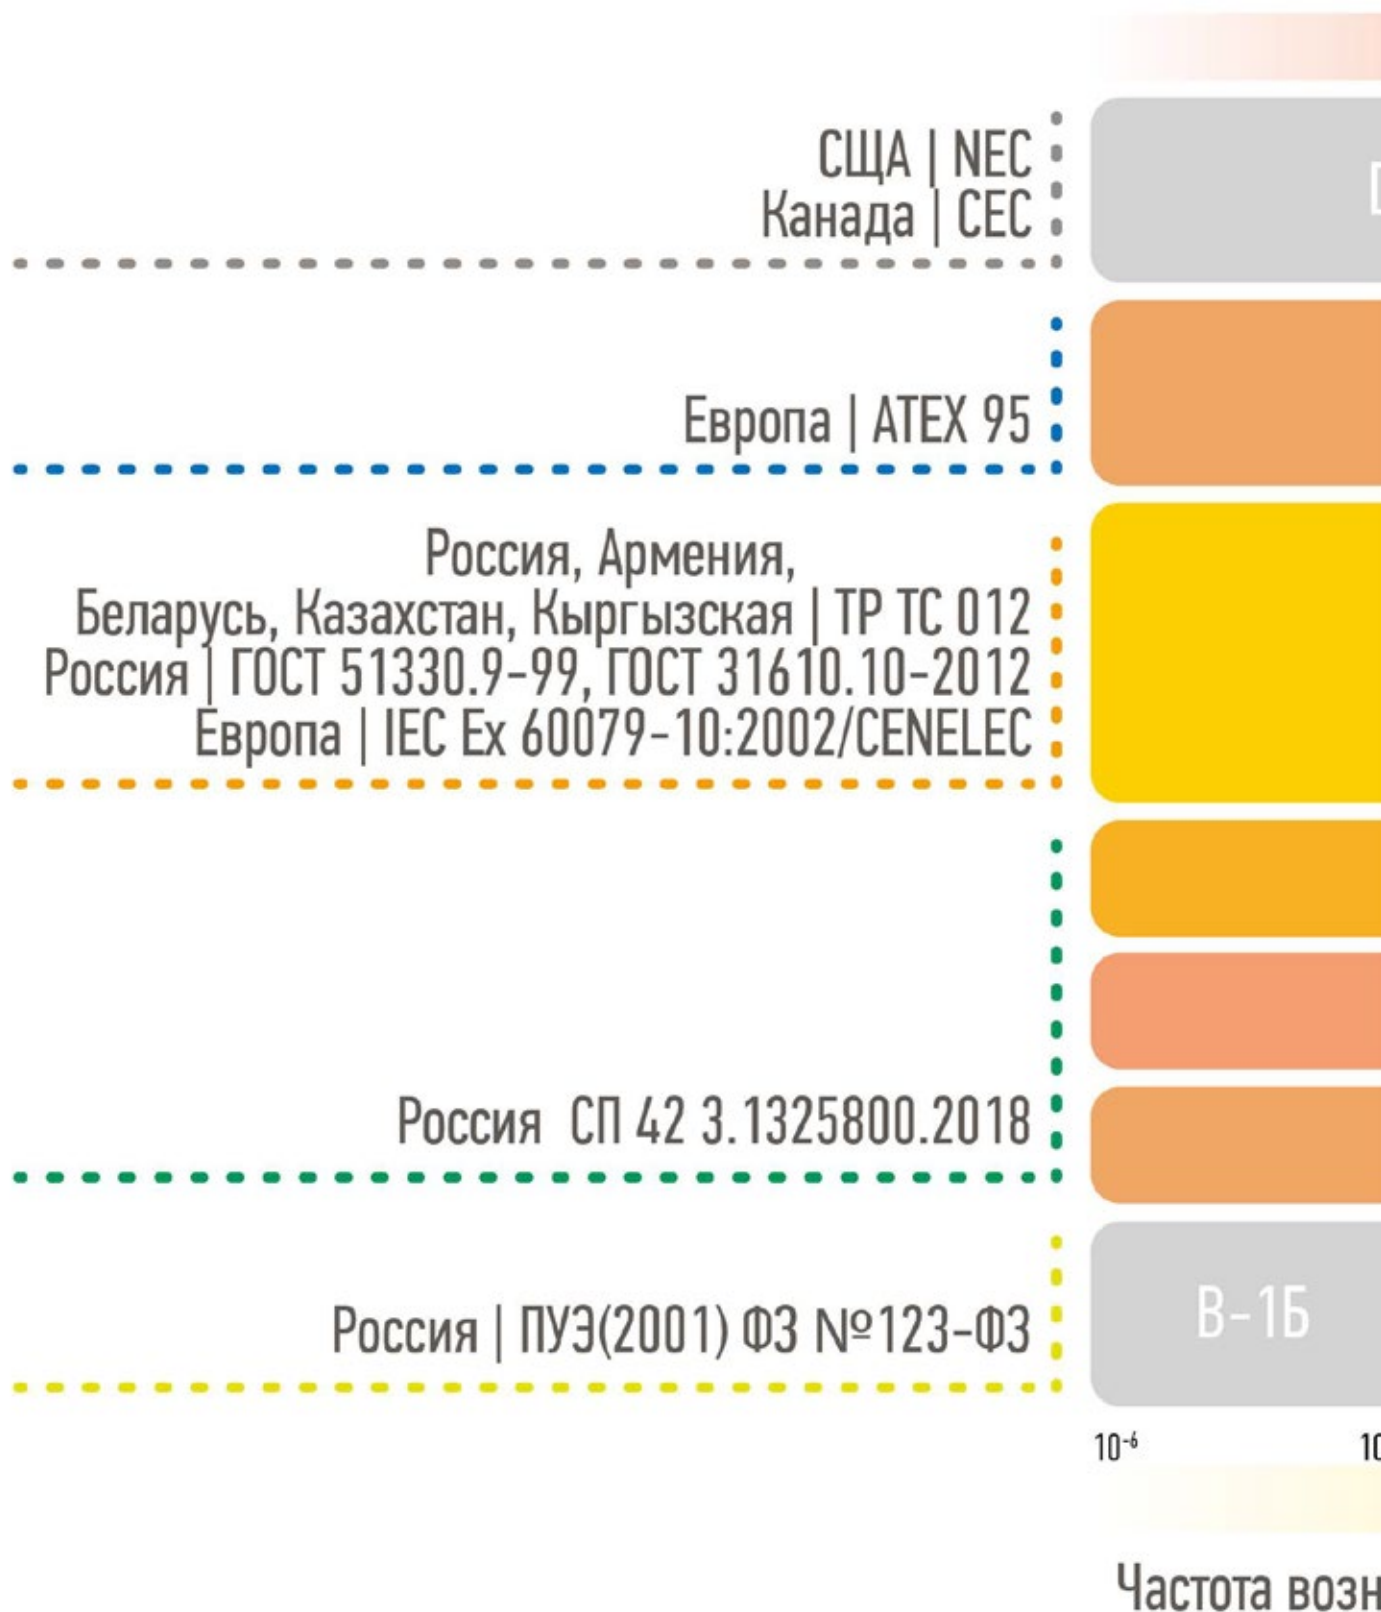 СЩА | NEC
Канада | CEC
Европа | ATEX 95
Россия, Армения,
Беларусь, Казахстан, Кыргызская | ТР ТС 012
Россия | ГОСТ 51330.9-99, ГОСТ 31610.10-2012
Европа | IEC Ex 60079-10:2002/CENELEC
Россия СП 42 3.1325800.2018
Россия | ПУЭ(2001) ФЗ №123-ФЗ
В-1Б
10⁻⁶
Частота